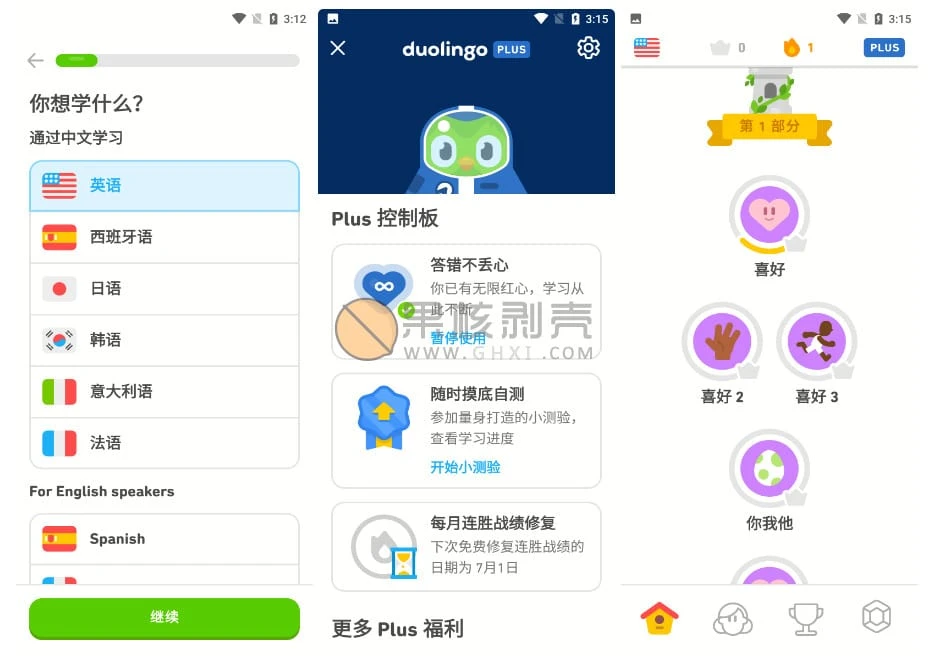 3:12
你想学什么?
通过中文学习
英语
西班牙语
日语
韩语
意大利语
法语
For English speakers
Spanish
继续
3:15
duolingo PLUS
2
Plus 控制板
答错不丢心
你已有无限红心，学习从
此不断
暂停使用
果核剥壳
WWW.GHXI.COM
随时摸底自测
参加量身打造的小测验，
查看学习进度
开始小测验
每月连胜战绩修复
下次免费修复连胜战绩的
日期为 7月1日
更多 Plus 福利
3:15
0
1
PLUS
第 1 部分
喜好
喜好 2
喜好 3
你我他